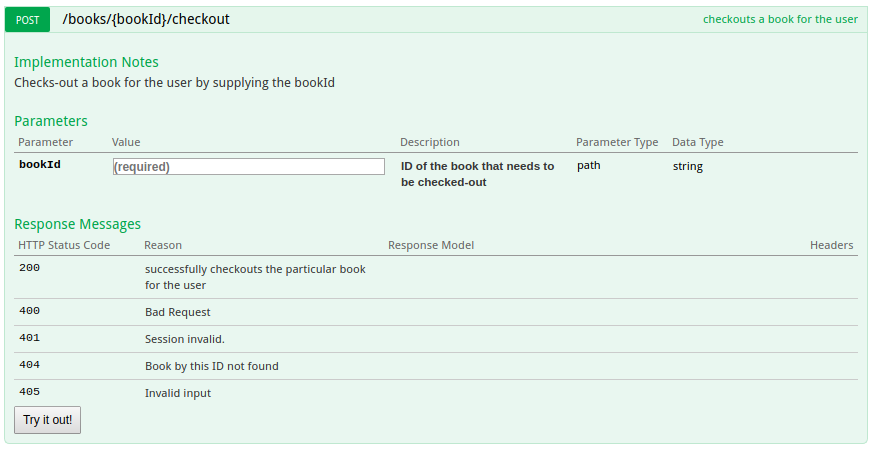 POST /books/{bookId}/checkout checkouts a book for the user
Implementation Notes
Checks-out a book for the user by supplying the bookId
Parameters
Parameter Value Description Parameter Type Data Type
bookId (required) ID of the book that needs to path string
be checked-out
Response Messages
HTTP Status Code Reason Response Model Headers
200 successfully checkouts the particular book
for the user
400 Bad Request
401 Session invalid.
404 Book by this ID not found
405 Invalid input
Try it out!